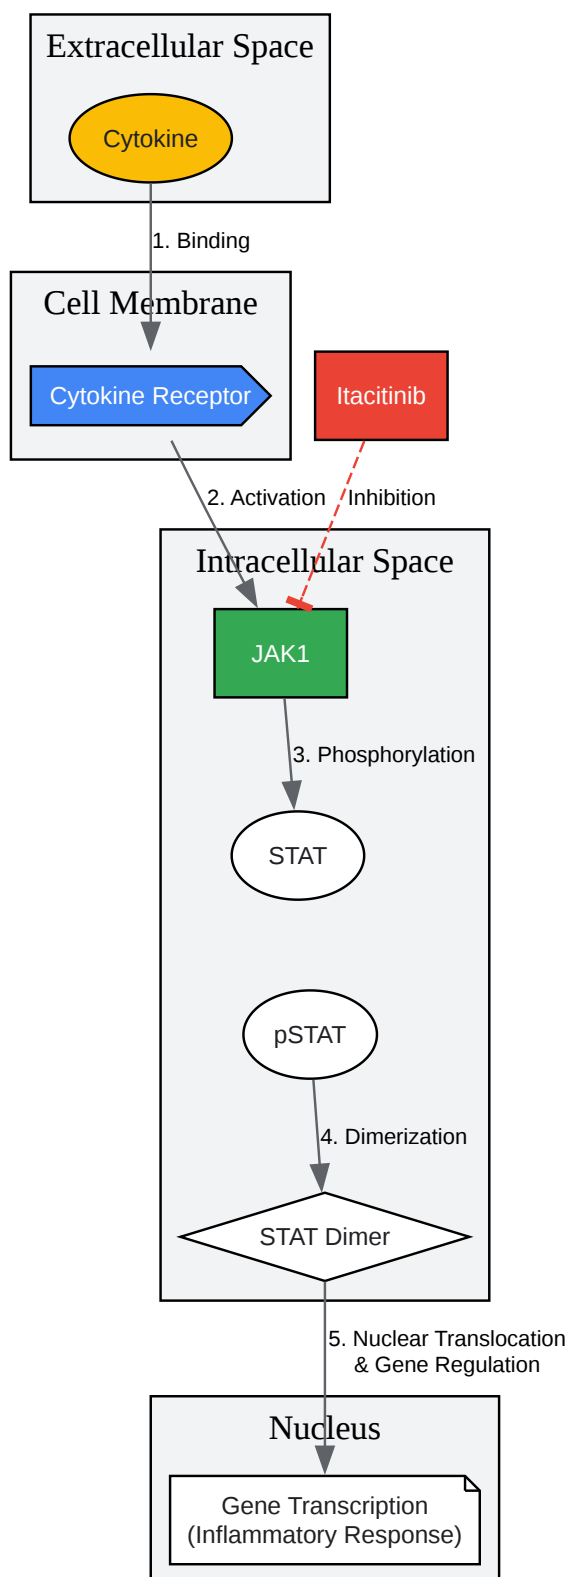 Extracellular Space
Cytokine
1. Binding
Cell Membrane
Cytokine Receptor
Itacitinib
2. Activation
Inhibition
Intracellular Space
JAK1
3. Phosphorylation
STAT
pSTAT
4. Dimerization
STAT Dimer
5. Nuclear Translocation
& Gene Regulation
Nucleus
Gene Transcription
(Inflammatory Response)